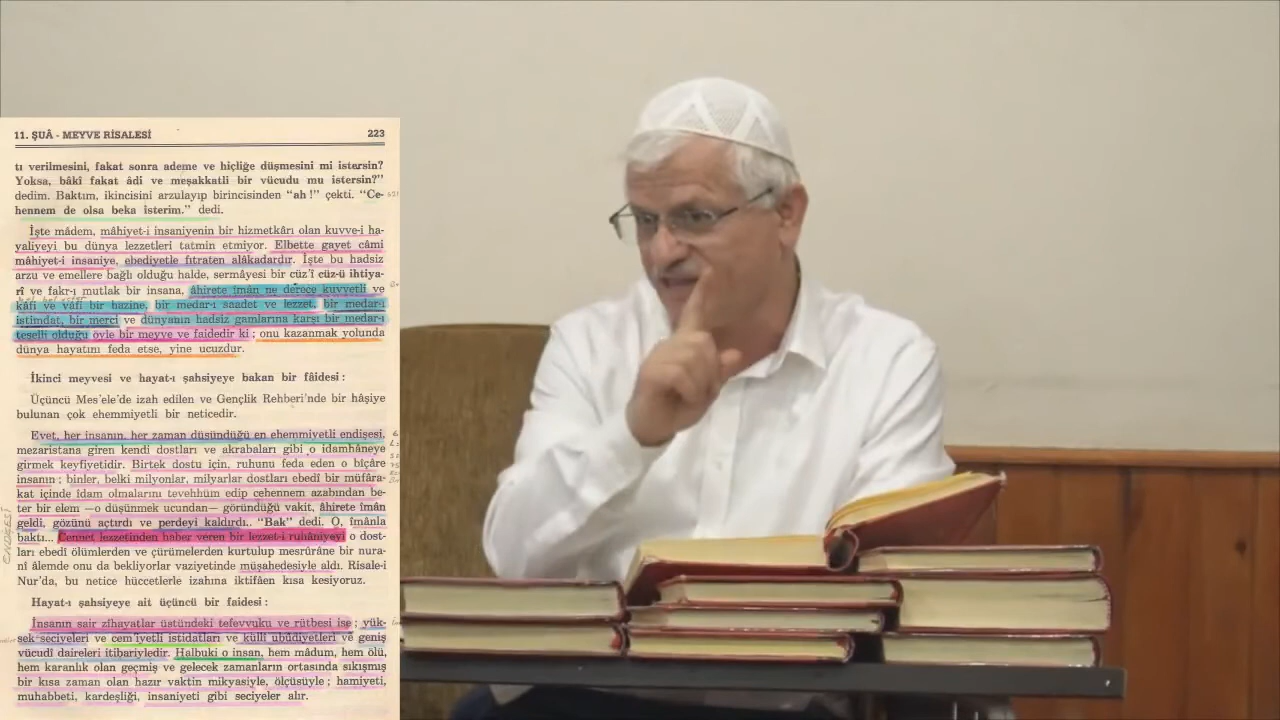 11. ŞUÂ - MEYVE RİSALESİ 223
tı verilmesini, fakat sonra ademe ve hiçliğe düşmesini mi istersin?
Yoksa, bâkî fakat âdi ve meşakkatli bir vücudu mu istersin?”
dedim. Baktım, ikincisini arzulayıp birincisinden “ah!” çekti. “Ce-
hennem de olsa beka isterim.” dedi.
İşte mâdem, mâhiyet-i insaniyenin bir hizmetkârı olan kuvve-i ha-
yaliyeyi bu dünya lezzetleri tatmin etmiyor. Elbette gayet câmi
mâhiyet-i insaniye, ebediyetle fıtraten alâkadardır. İşte bu hadsiz
arzu ve emellere bağlı olduğu halde, sermâyesi bir cüz'î cüz-ü ihtiya-
rî ve fakr-ı mutlak bir insana, âhirete îmân ne derece kuvvetli ve
kâfi ve vâfi bir hazine, bir medar-ı saadet ve lezzet, bir medar-ı
istimdat, bir merci ve dünyanın hadsiz gamlarına karşı bir medar-ı
teselli olduğu öyle bir meyve ve faidedir ki; onu kazanmak yolunda
dünya hayatını feda etse, yine ucuzdur.
İkinci meyvesi ve hayat-ı şahsiyeye bakan bir fâidesi:
Üçüncü Mes'ele'de izah edilen ve Gençlik Rehberi'nde bir hâşiye
bulunan çok ehemmiyetli bir neticedir.
Evet, her insanın, her zaman düşündüğü en ehemmiyetli endişesi,
mezaristana giren kendi dostları ve akrabaları gibi o idamhâneye
girmek keyfiyetidir. Birtek dostu için, ruhunu feda eden o bîçâre
insanın; binler, belki milyonlar, milyarlar dostları ebedî bir müfâra-
kat içinde îdam olmalarını tevehhüm edip cehennem azabından be-
ter bir elem —o düşünmek ucundan— göründüğü vakit, âhirete îmân
geldi, gözünü açtırdı ve perdeyi kaldırdı.. “Bak” dedi. O, îmânla
baktı... Cennet lezzetinden haber veren bir lezzet-i ruhâniyeyi o dost-
ları ebedî ölümlerden ve çürümelerden kurtulup mesrûrâne bir nura-
nî âlemde onu da bekliyorlar vaziyetinde müşahedesiyle aldı. Risale-i
Nur'da, bu netice hüccetlerle izahına iktifâen kısa kesiyoruz.
Hayat-ı şahsiyeye ait üçüncü bir faidesi:
İnsanın sair zîhayatlar üstündeki tefevvuku ve rütbesi ise; yük-
sek seciyeleri ve cem'iyetli istidatları ve küllî ubûdiyetleri ve geniş
vücudî daireleri itibariyledir. Halbuki o insan, hem mâdum, hem ölü,
hem karanlık olan geçmiş ve gelecek zamanların ortasında sıkışmış
bir kısa zaman olan hazır vaktin mikyasiyle, ölçüsüyle; hamiyeti,
muhabbeti, kardeşliği, insaniyeti gibi seciyeler alır.